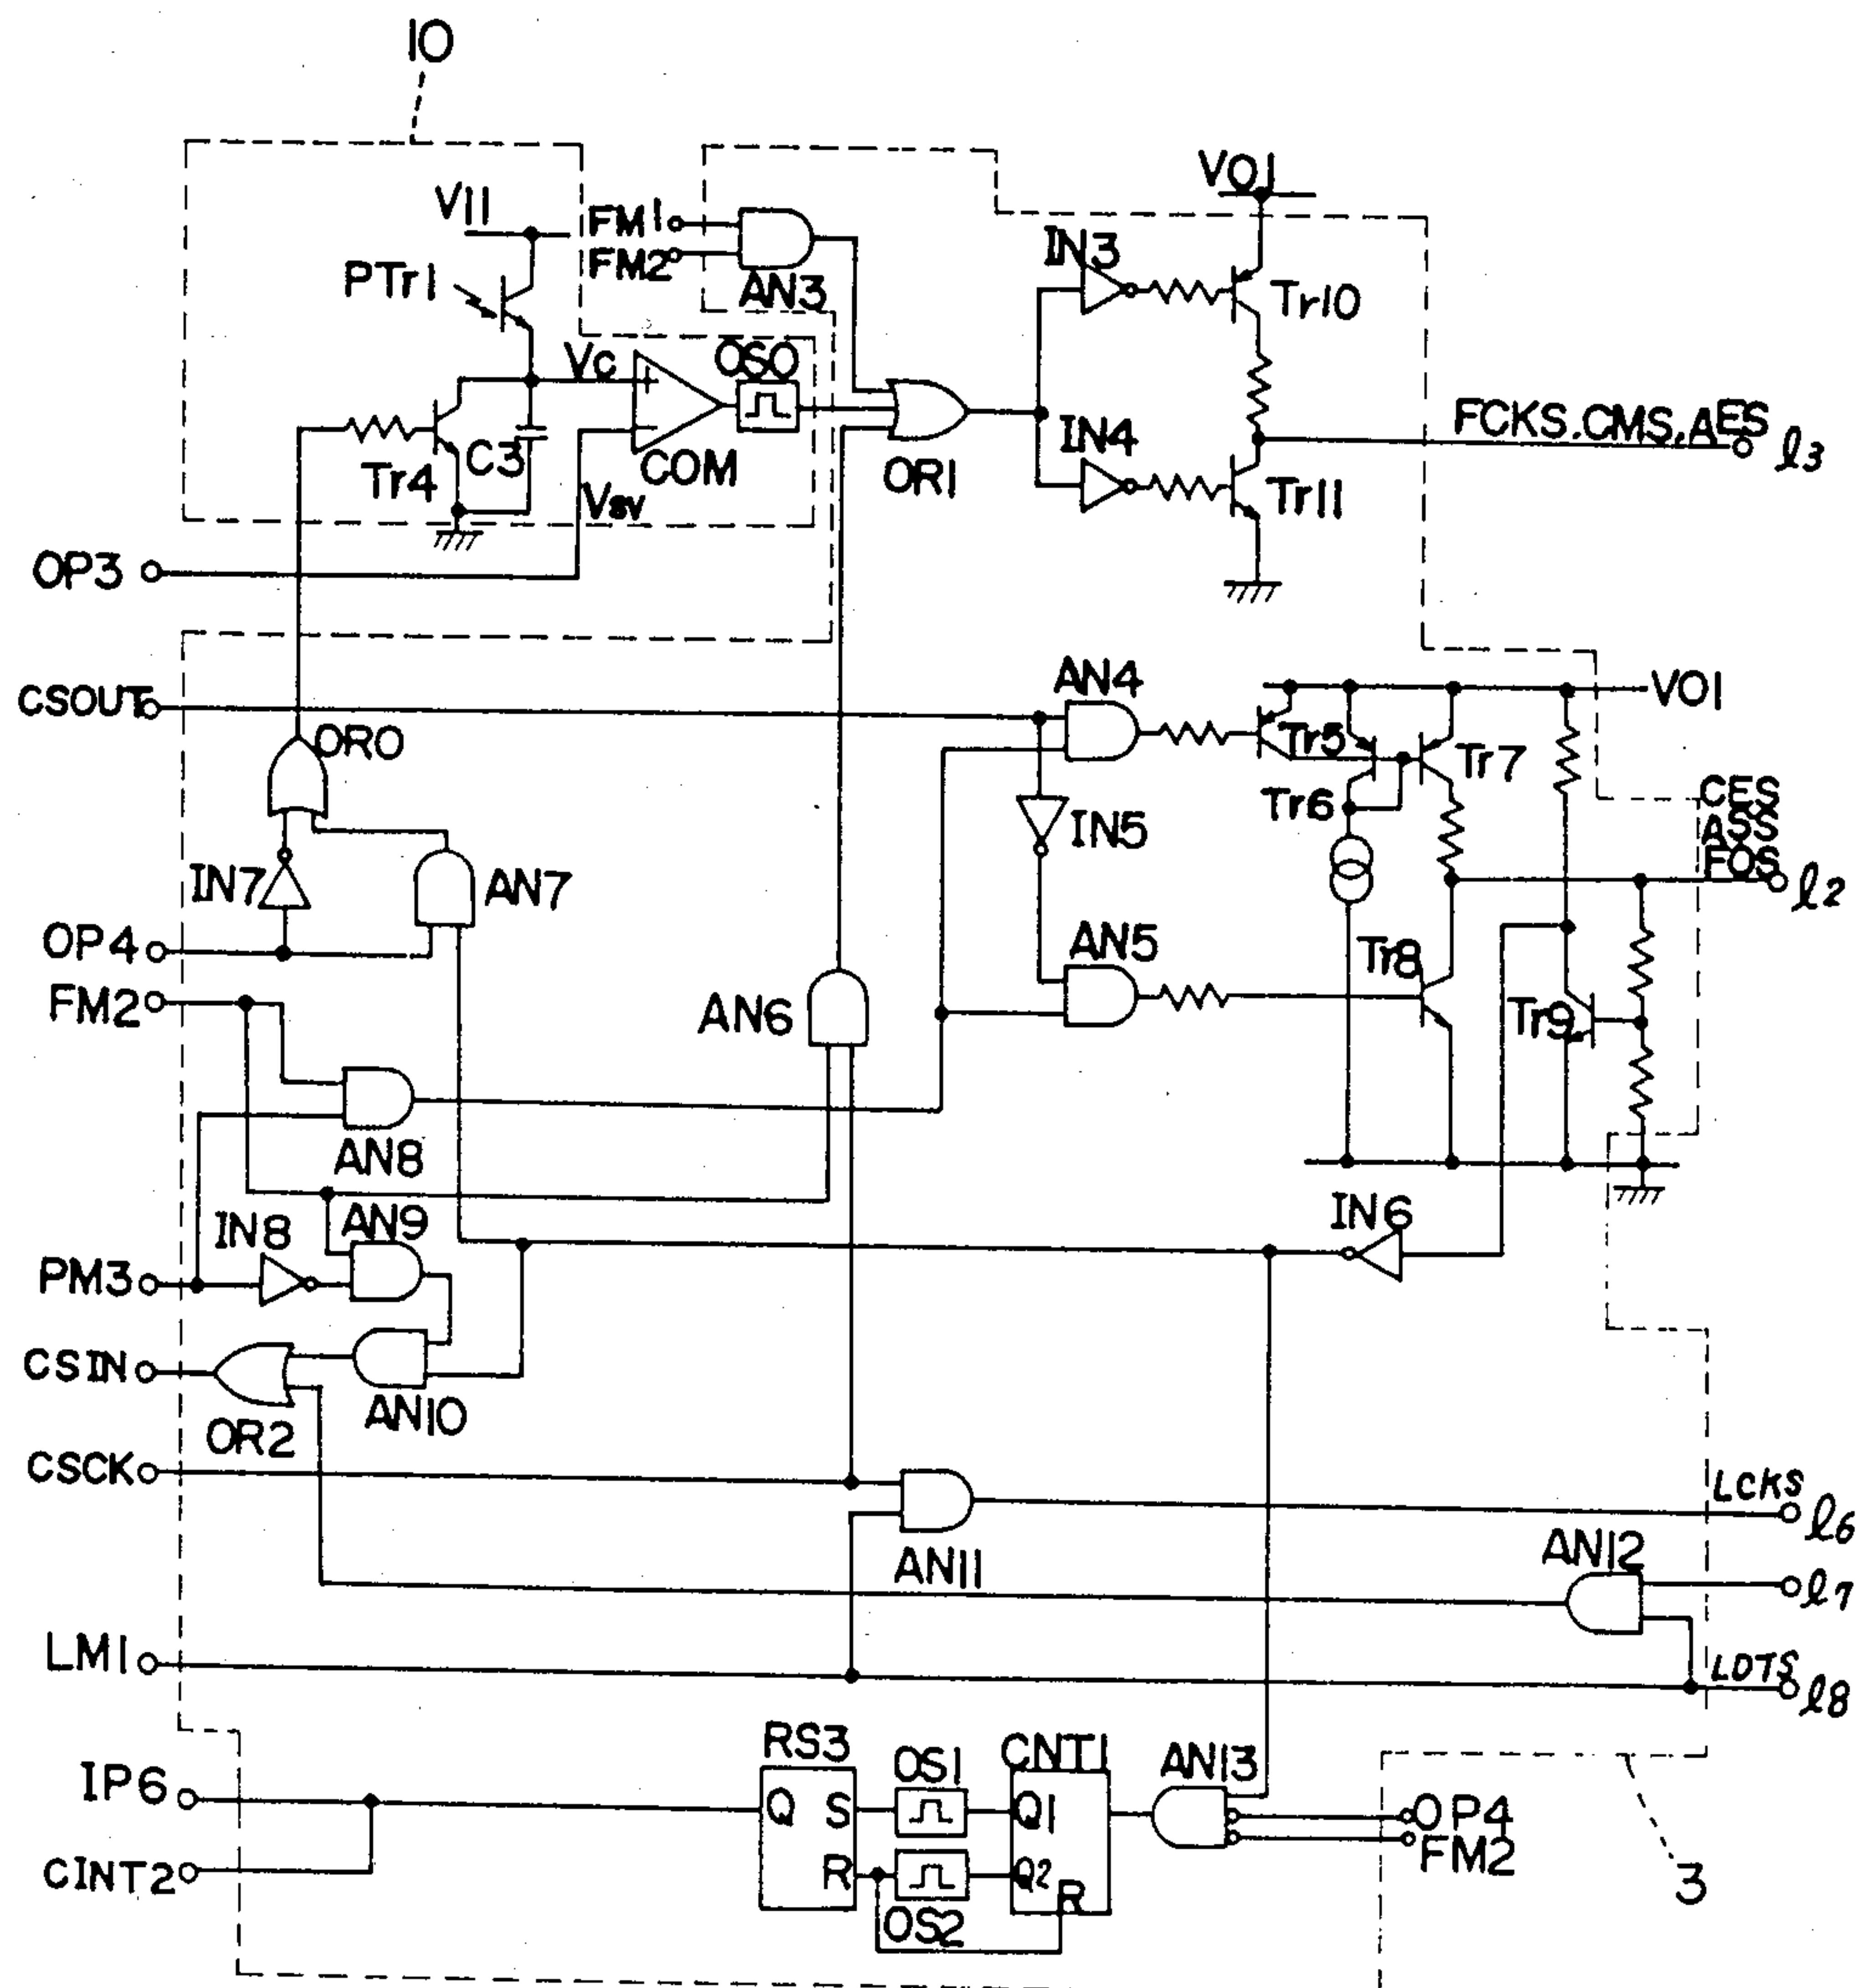 10
V11
FM1
FM2
AN3
VO1
IN3
Tr10
PTr1
Vc
OSO
COM
C3
Tr4
Vsv
OR1
IN4
Tr11
FCKS.CMS.AES
l3
OP3
CSOUT
AN4
VO1
Tr5
Tr7
Tr6
OR0
IN5
CES
ASS
FOS
l2
IN7
AN7
OP4
AN5
Tr8
FM2
AN6
Tr9
AN8
IN8
AN9
IN6
PM3
CSIN
OR2
AN10
CSCK
LCKS
l6
AN11
AN12
l7
LM1
LDTS
l8
RS3
OS1
CNT1
AN13
IP6
Q
S
Q1
OP4
FM2
CINT2
R
Q2
R
OS2
3